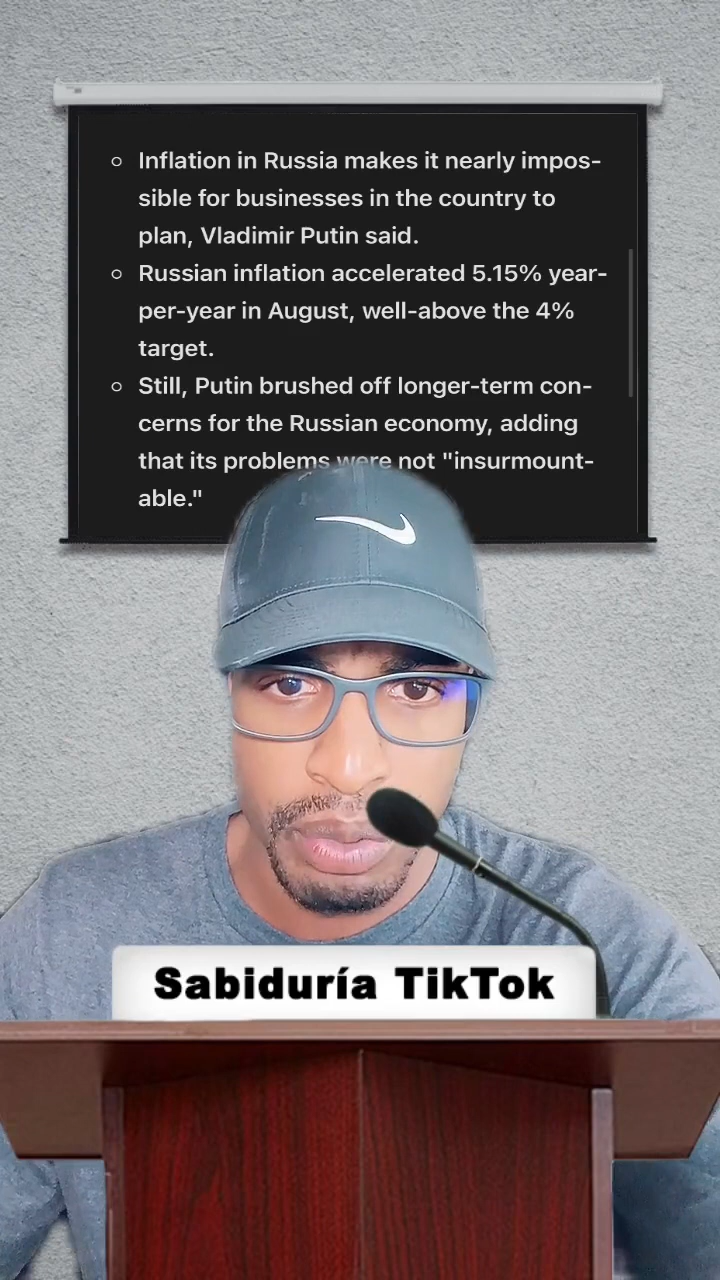 Inflation in Russia makes it nearly impos-
sible for businesses in the country to
plan, Vladimir Putin said.
Russian inflation accelerated 5.15% year-
per-year in August, well-above the 4%
target.
Still, Putin brushed off longer-term con-
cerns for the Russian economy, adding
that its problems were not "insurmount-
able."
Sabiduría TikTok